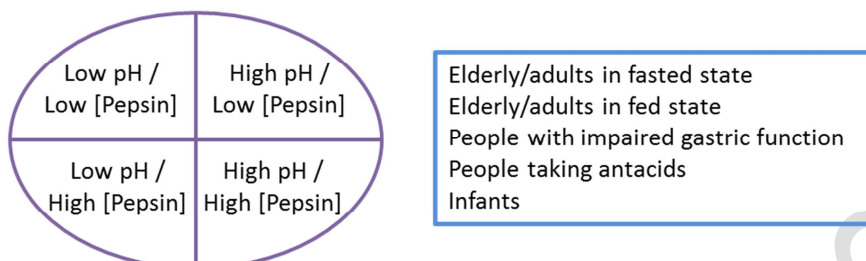 Low pH /
Low [Pepsin]
High pH /
Low [Pepsin]
Low pH /
High [Pepsin]
High pH /
High [Pepsin]
Elderly/adults in fasted state
Elderly/adults in fed state
People with impaired gastric function
People taking antacids
Infants